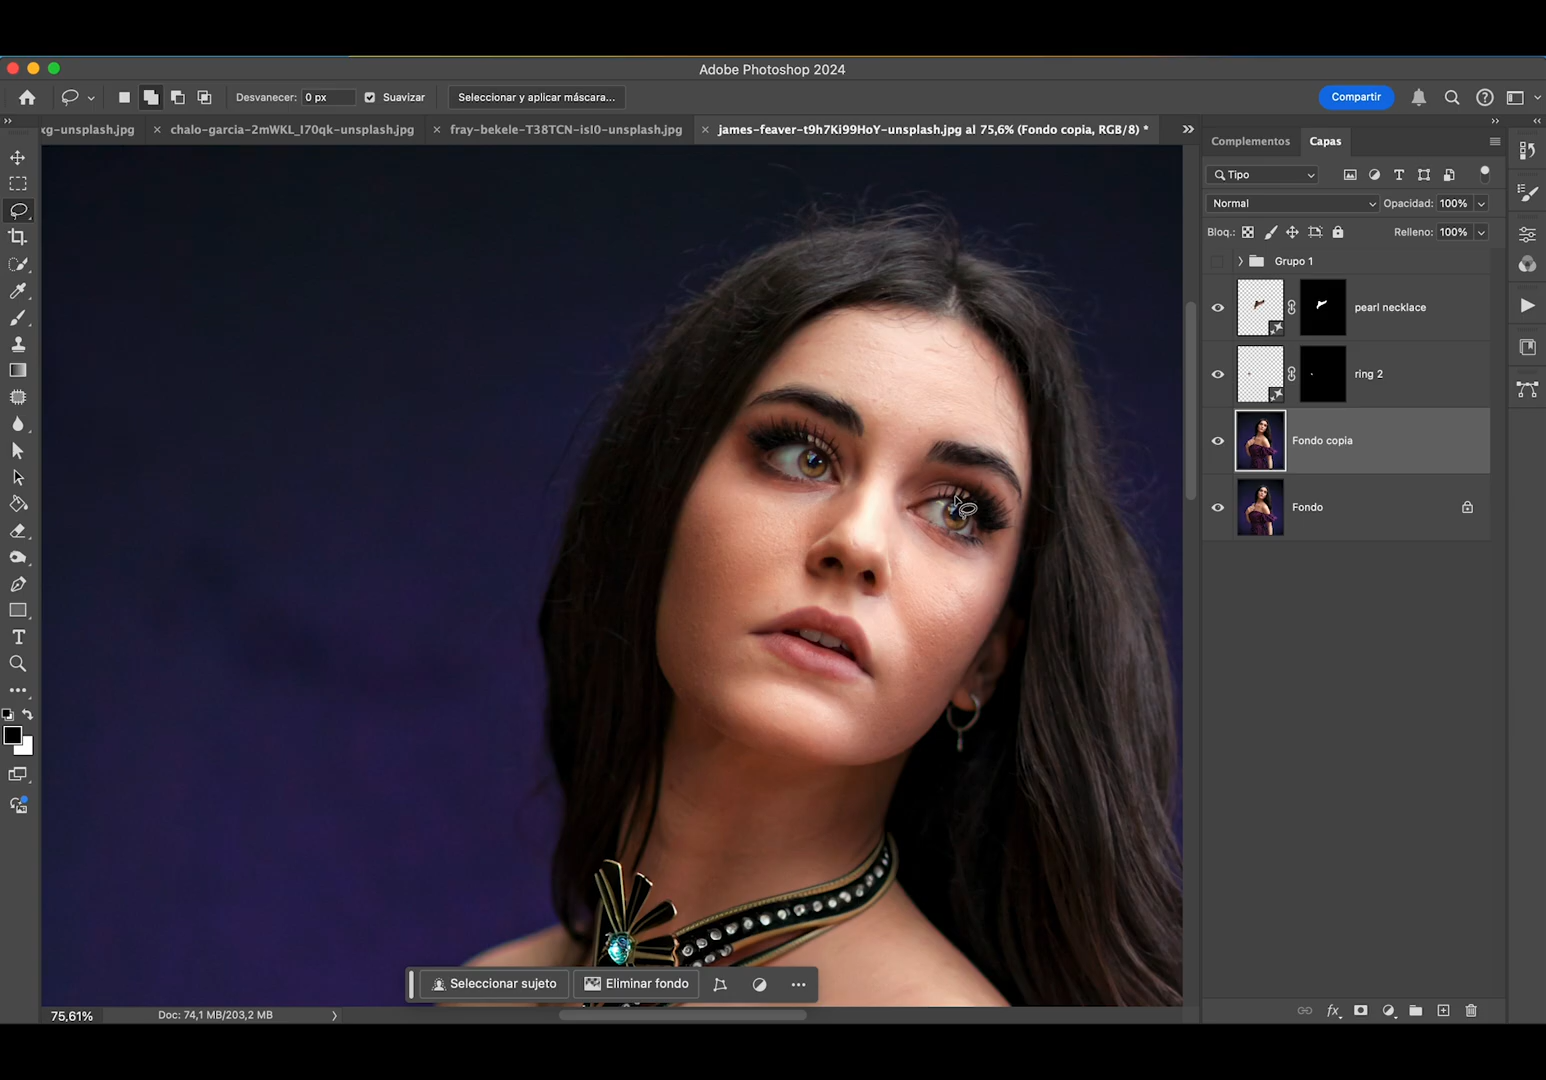 Adobe Photoshop 2024
Desvanecer: 0 px Suavizar Seleccionar y aplicar máscara... Compartir
xg-unsplash.jpg × chalo-garcia-2mWKL_I70qk-unsplash.jpg × fray-bekele-T38TCN-isI0-unsplash.jpg × james-feaver-t9h7Ki99HoY-unsplash.jpg al 75,6% (Fondo copia, RGB/8) *
Complementos Capas
Tipo
Normal Opacidad: 100%
Bloq.: Relleno: 100%
Grupo 1
pearl necklace
ring 2
Fondo copia
Fondo
Seleccionar sujeto Eliminar fondo
75,61% Doc: 74,1 MB/203,2 MB
fx